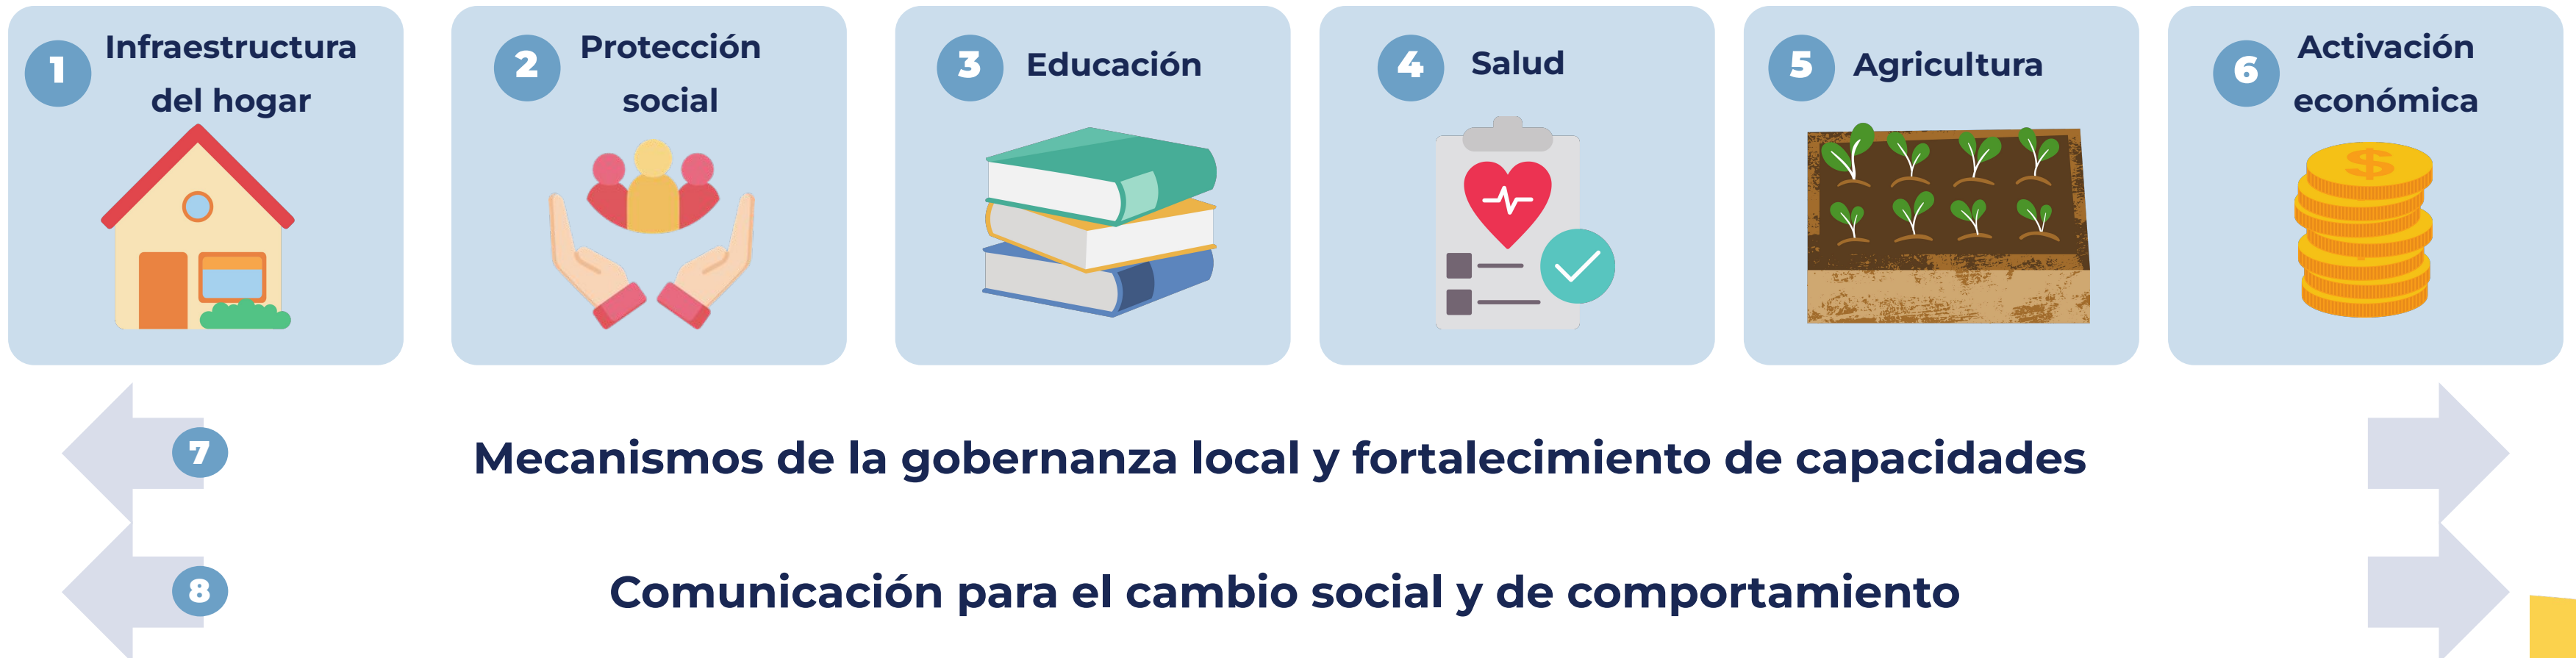 1
Infraestructura
del hogar
2
Protección
social
3
Educación
4
Salud
5
Agricultura
6
Activación
económica
$
7
Mecanismos de la gobernanza local y fortalecimiento de capacidades
8
Comunicación para el cambio social y de comportamiento